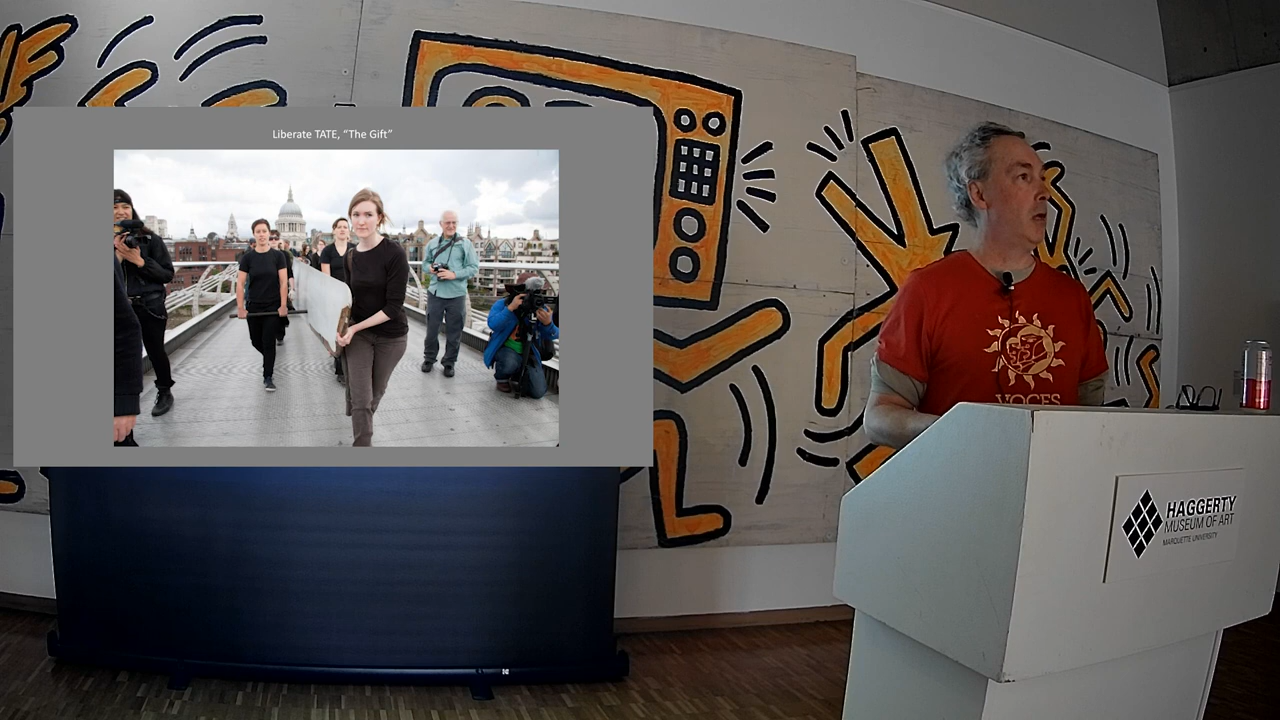 Liberate TATE, “The Gift”
VOCES
HAGGERTY
MUSEUM OF ART
MARQUETTE UNIVERSITY